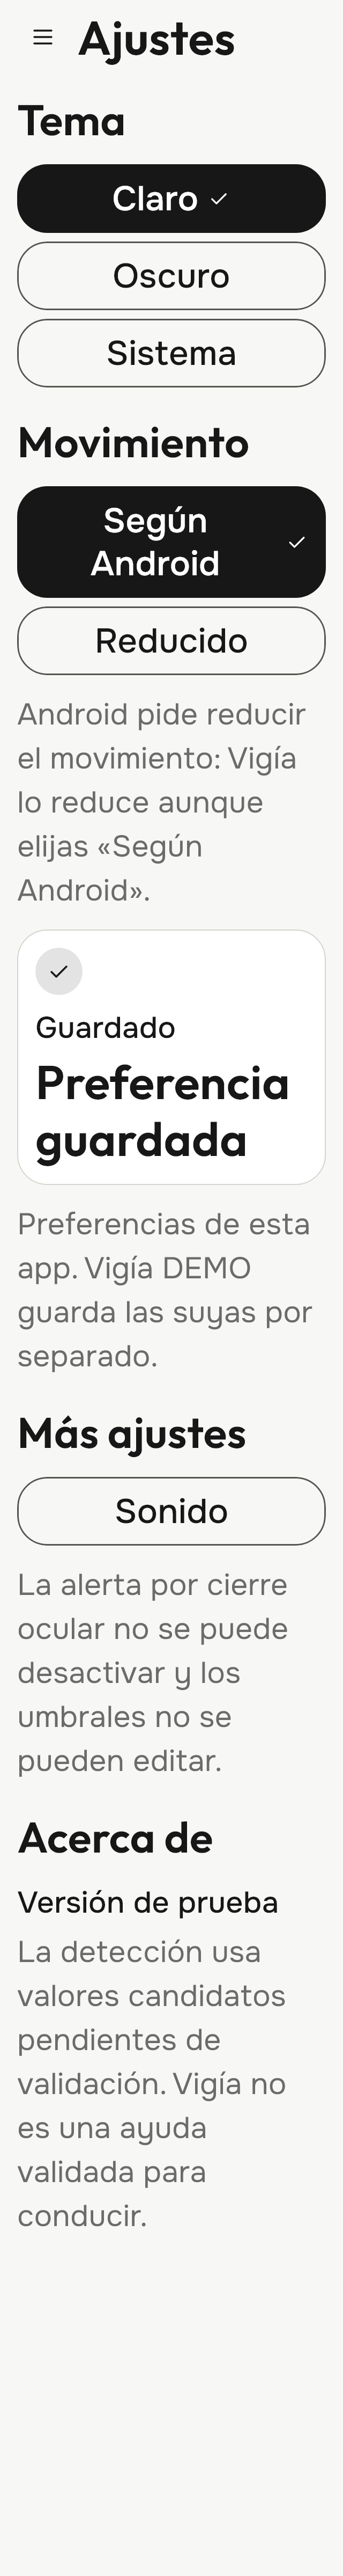 Ajustes
Tema
Claro
Oscuro
Sistema
Movimiento
Según
Android
Reducido
Android pide reducir
el movimiento: Vigía
lo reduce aunque
elijas «Según
Android».
Guardado
Preferencia
guardada
Preferencias de esta
app. Vigía DEMO
guarda las suyas por
separado.
Más ajustes
Sonido
La alerta por cierre
ocular no se puede
desactivar y los
umbrales no se
pueden editar.
Acerca de
Versión de prueba
La detección usa
valores candidatos
pendientes de
validación. Vigía no
es una ayuda
validada para
conducir.